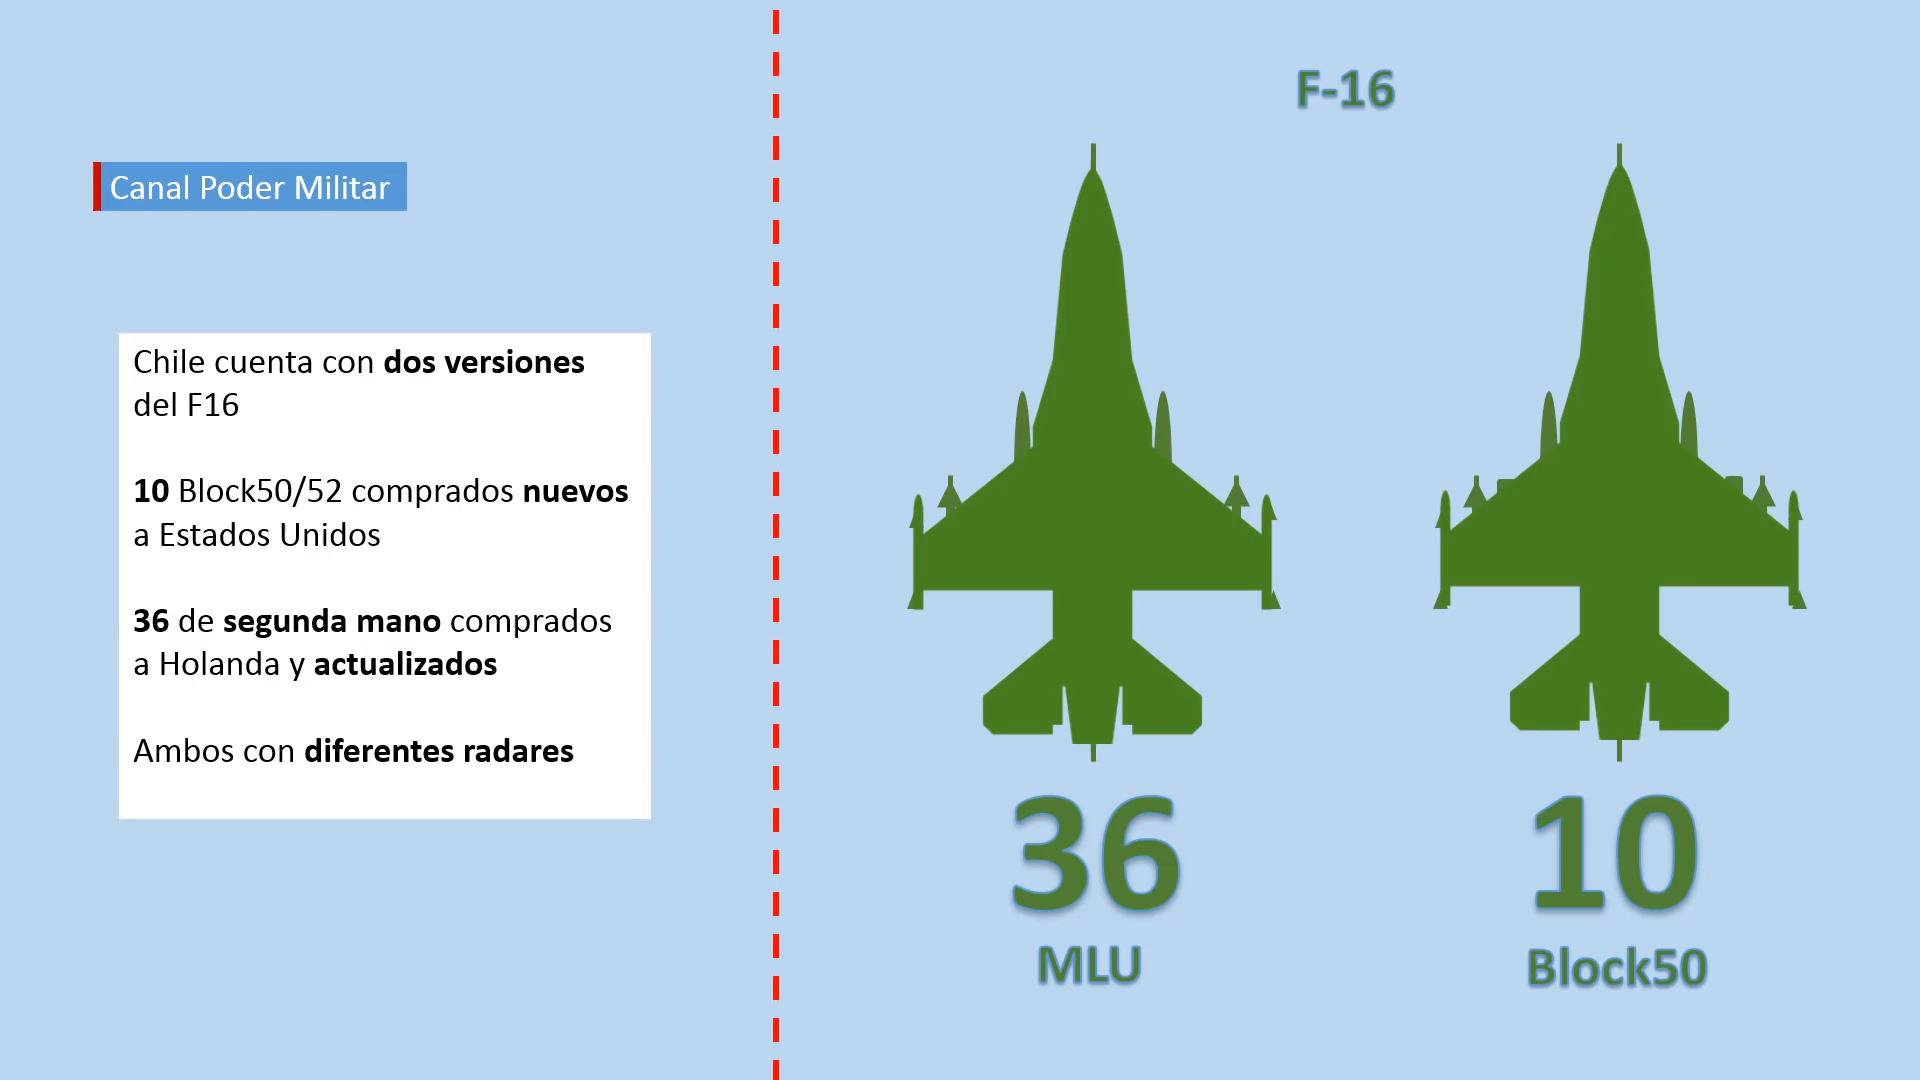 Canal Poder Militar
Chile cuenta con dos versiones
del F16
10 Block50/52 comprados nuevos
a Estados Unidos
36 de segunda mano comprados
a Holanda y actualizados
Ambos con diferentes radares
F-16
36
MLU
10
Block50